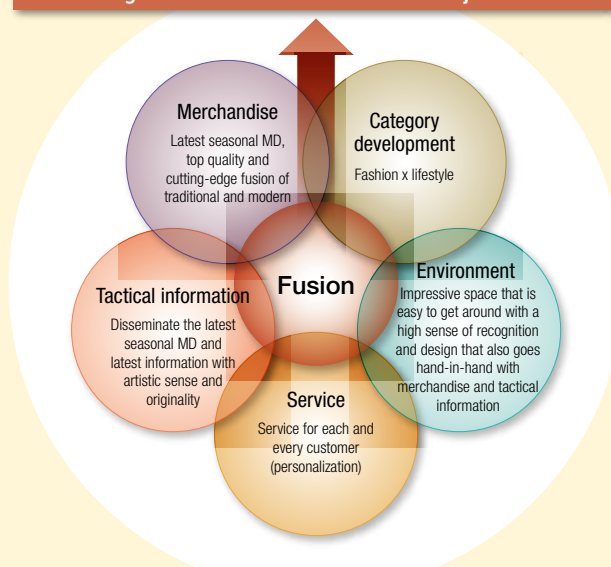 Merchandise
Latest seasonal MD,
top quality and
cutting-edge fusion of
traditional and modern
Category
development
Fashion x lifestyle
Fusion
Tactical information
Disseminate the latest
seasonal MD and
latest information with
artistic sense and
originality
Environment
Impressive space that is
easy to get around with a
high sense of recognition
and design that also goes
hand-in-hand with
merchandise and tactical
information
Service
Service for each and
every customer
(personalization)